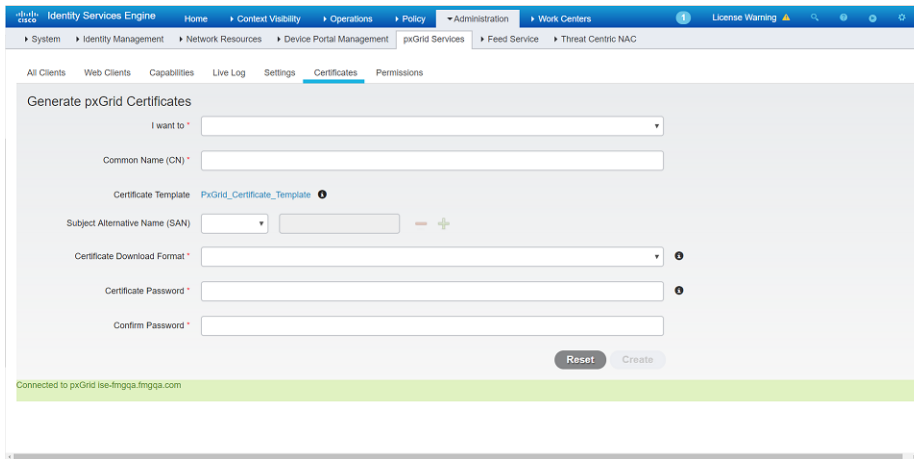 cisco Identity Services Engine Home Context Visibility Operations Policy Administration Work Centers 1 License Warning
System Identity Management Network Resources Device Portal Management pxGrid Services Feed Service Threat Centric NAC
All Clients Web Clients Capabilities Live Log Settings Certificates Permissions
Generate pxGrid Certificates
I want to *
Common Name (CN) *
Certificate Template PxGrid_Certificate_Template
Subject Alternative Name (SAN)
Certificate Download Format *
Certificate Password *
Confirm Password *
Reset Create
Connected to pxGrid ise-fmgqa.fmgqa.com